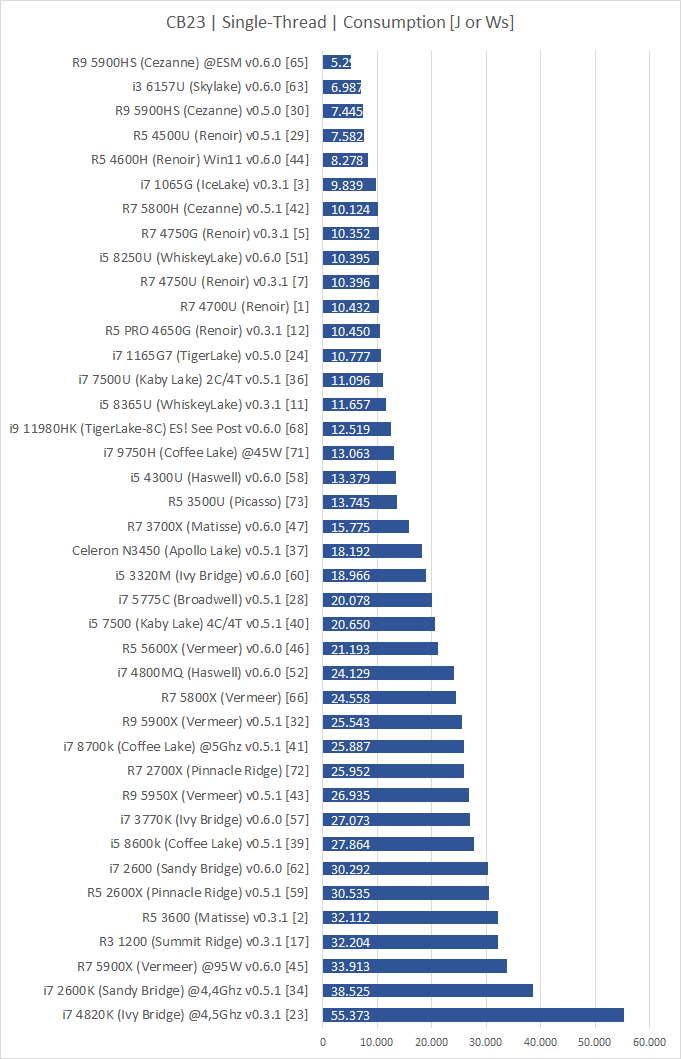 CB23 | Single-Thread | Consumption [J or Ws]
R9 5900HS (Cezanne) @ESM v0.6.0 [65] 5.2
i3 6157U (Skylake) v0.6.0 [63] 6.987
R9 5900HS (Cezanne) v0.5.0 [30] 7.445
R5 4500U (Renoir) v0.5.1 [29] 7.582
R5 4600H (Renoir) Win11 v0.6.0 [44] 8.278
i7 1065G (IceLake) v0.3.1 [3] 9.839
R7 5800H (Cezanne) v0.5.1 [42] 10.124
R7 4750G (Renoir) v0.3.1 [5] 10.352
i5 8250U (WhiskeyLake) v0.6.0 [51] 10.395
R7 4750U (Renoir) v0.3.1 [7] 10.396
R7 4700U (Renoir) [1] 10.432
R5 PRO 4650G (Renoir) v0.3.1 [12] 10.450
i7 1165G7 (TigerLake) v0.5.0 [24] 10.777
i7 7500U (Kaby Lake) 2C/4T v0.5.1 [36] 11.096
i5 8365U (WhiskeyLake) v0.3.1 [11] 11.657
i9 11980HK (TigerLake-8C) ES! See Post v0.6.0 [68] 12.519
i7 9750H (Coffee Lake) @45W [71] 13.063
i5 4300U (Haswell) v0.6.0 [58] 13.379
R5 3500U (Picasso) [73] 13.745
R7 3700X (Matisse) v0.6.0 [47] 15.775
Celeron N3450 (Apollo Lake) v0.5.1 [37] 18.192
i5 3320M (Ivy Bridge) v0.6.0 [60] 18.966
i7 5775C (Broadwell) v0.5.1 [28] 20.078
i5 7500 (Kaby Lake) 4C/4T v0.5.1 [40] 20.650
R5 5600X (Vermeer) v0.6.0 [46] 21.193
i7 4800MQ (Haswell) v0.6.0 [52] 24.129
R7 5800X (Vermeer) [66] 24.558
R9 5900X (Vermeer) v0.5.1 [32] 25.543
i7 8700k (Coffee Lake) @5Ghz v0.5.1 [41] 25.887
R7 2700X (Pinnacle Ridge) [72] 25.952
R9 5950X (Vermeer) v0.5.1 [43] 26.935
i7 3770K (Ivy Bridge) v0.6.0 [57] 27.073
i5 8600k (Coffee Lake) v0.5.1 [39] 27.864
i7 2600 (Sandy Bridge) v0.6.0 [62] 30.292
R5 2600X (Pinnacle Ridge) v0.5.1 [59] 30.535
R5 3600 (Matisse) v0.3.1 [2] 32.112
R3 1200 (Summit Ridge) v0.3.1 [17] 32.204
R7 5900X (Vermeer) @95W v0.6.0 [45] 33.913
i7 2600K (Sandy Bridge) @4,4Ghz v0.5.1 [34] 38.525
i7 4820K (Ivy Bridge) @4,5Ghz v0.3.1 [23] 55.373
0 10.000 20.000 30.000 40.000 50.000 60.000